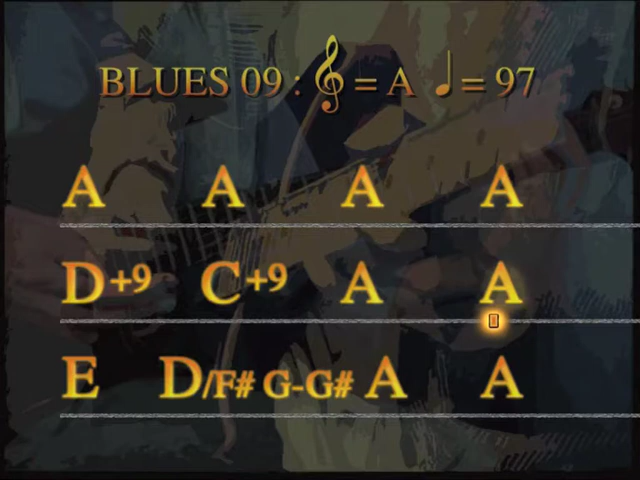 BLUES 09 : 𝄞 = A ♩ = 97
A A A A
D+9 C+9 A A
E D/F# G-G# A A